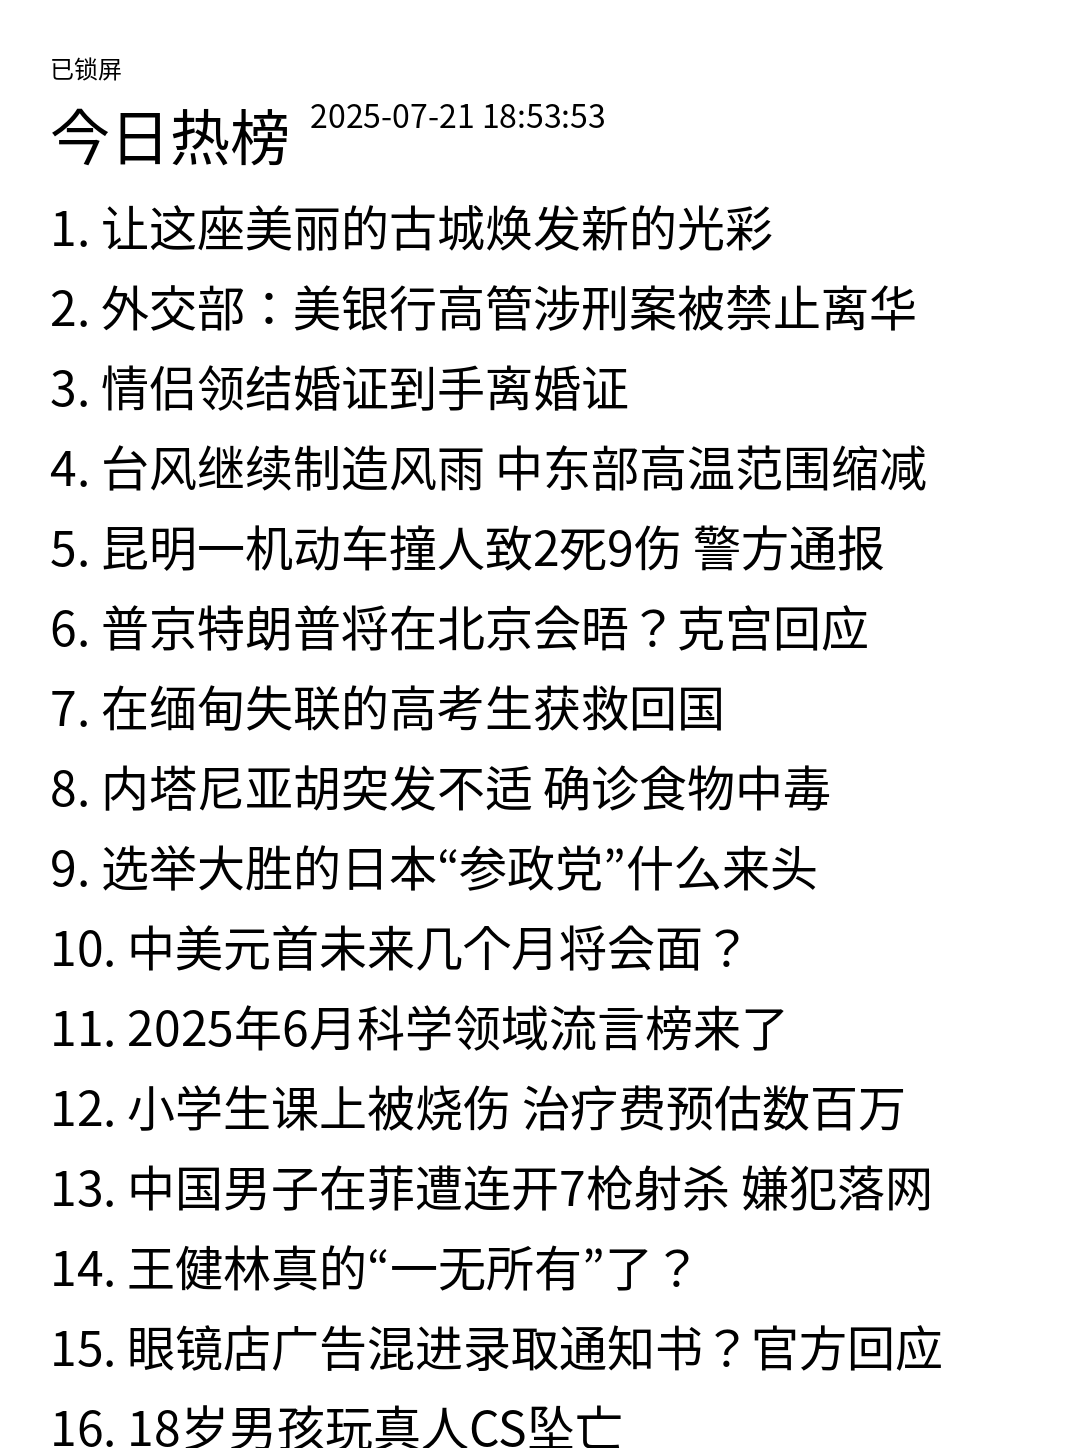 已锁屏
今日热榜 2025-07-21 18:53:53
1. 让这座美丽的古城焕发新的光彩
2. 外交部：美银行高管涉刑案被禁止离华
3. 情侣领结婚证到手离婚证
4. 台风继续制造风雨 中东部高温范围缩减
5. 昆明一机动车撞人致2死9伤 警方通报
6. 普京特朗普将在北京会晤？克宫回应
7. 在缅甸失联的高考生获救回国
8. 内塔尼亚胡突发不适 确诊食物中毒
9. 选举大胜的日本“参政党”什么来头
10. 中美元首未来几个月将会面？
11. 2025年6月科学领域流言榜来了
12. 小学生课上被烧伤 治疗费预估数百万
13. 中国男子在菲遭连开7枪射杀 嫌犯落网
14. 王健林真的“一无所有”了？
15. 眼镜店广告混进录取通知书？官方回应
16. 18岁男孩玩真人CS坠亡